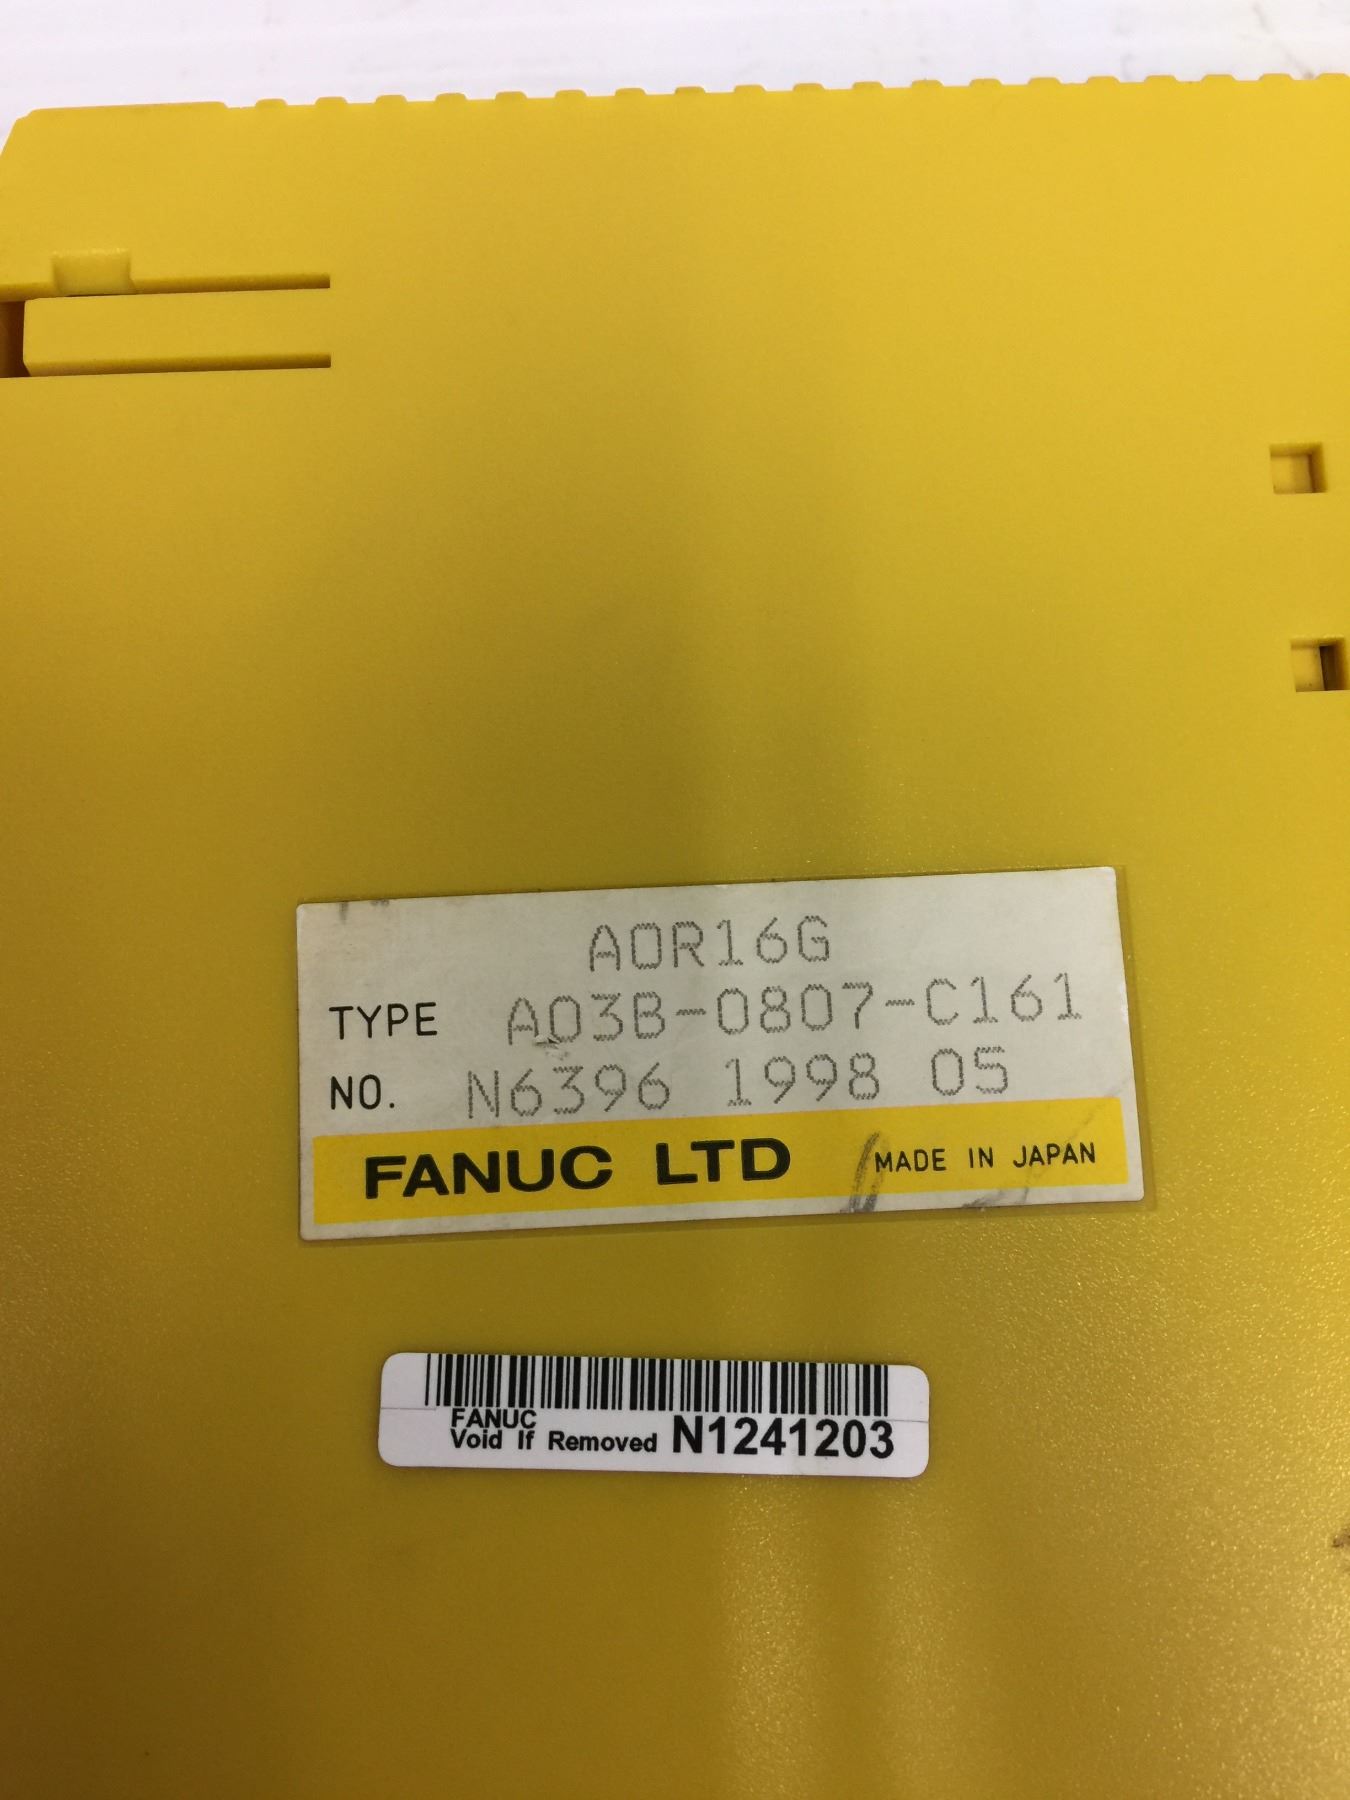 AOR16G
TYPE A03B-0807-C161
NO. N6396 1998 05
FANUC LTD MADE IN JAPAN
FANUC
Void If Removed N1241203